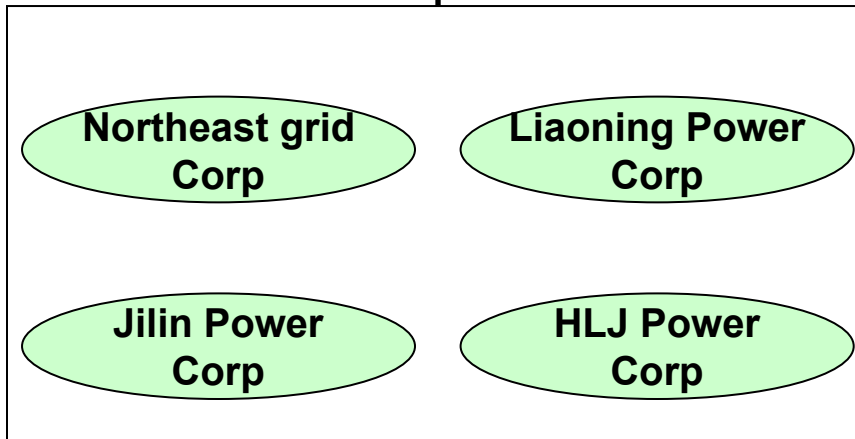 Northeast grid
Corp
Liaoning Power
Corp
Jilin Power
Corp
HLJ Power
Corp